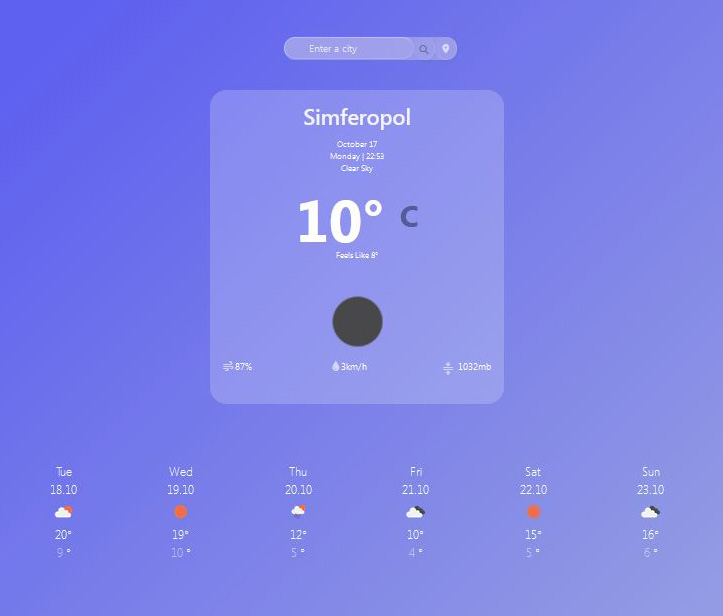 Enter a city
Simferopol
October 17
Monday | 22:53
Clear Sky
10° C
Feels Like 8°
87% 3km/h 1032mb
Tue Wed Thu Fri Sat Sun
18.10 19.10 20.10 21.10 22.10 23.10
20° 19° 12° 10° 15° 16°
9 ° 10 ° 5 ° 4 ° 5 ° 6 °